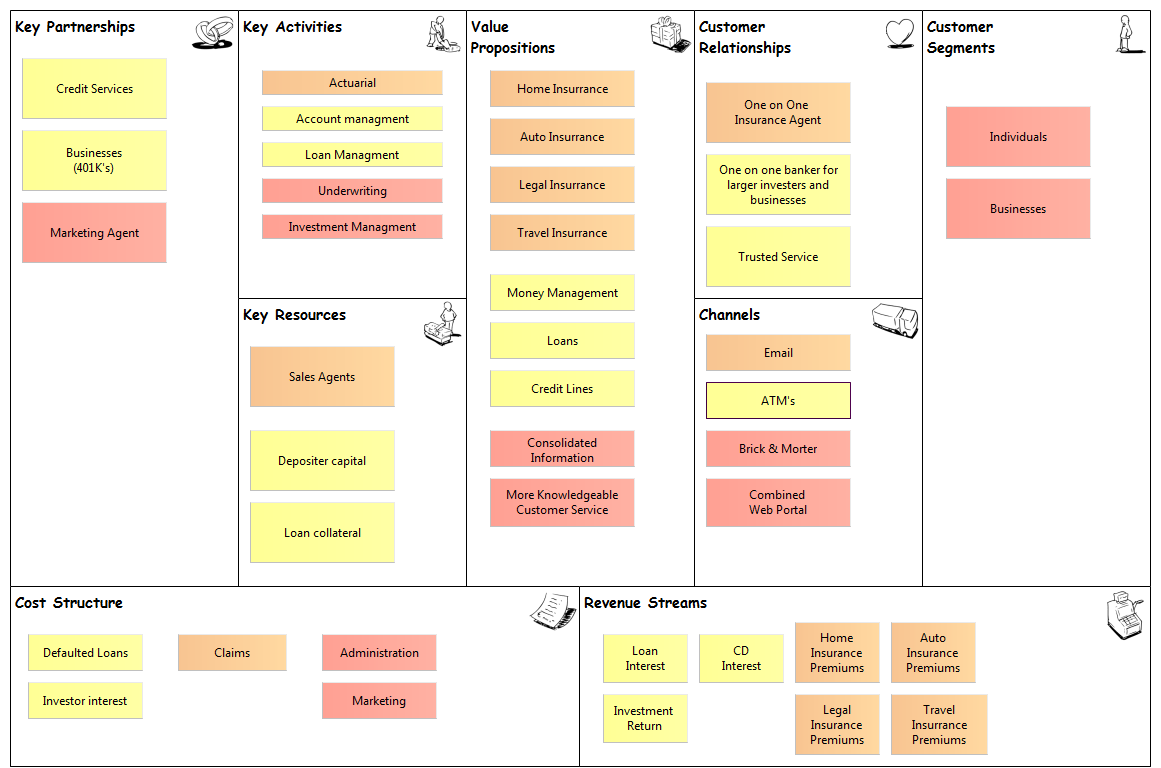 Key Partnerships
Credit Services
Businesses
(401K's)
Marketing Agent
Key Activities
Actuarial
Account managment
Loan Managment
Underwriting
Investment Managment
Key Resources
Sales Agents
Depositer capital
Loan collateral
Value
Propositions
Home Insurrance
Auto Insurrance
Legal Insurrance
Travel Insurrance
Money Management
Loans
Credit Lines
Consolidated
Information
More Knowledgeable
Customer Service
Customer
Relationships
One on One
Insurance Agent
One on one banker for
larger investers and
businesses
Trusted Service
Channels
Email
ATM's
Brick & Morter
Combined
Web Portal
Customer
Segments
Individuals
Businesses
Cost Structure
Defaulted Loans
Claims
Administration
Investor interest
Marketing
Revenue Streams
Loan
Interest
CD
Interest
Home
Insurance
Premiums
Auto
Insurance
Premiums
Investment
Return
Legal
Insurance
Premiums
Travel
Insurrance
Premiums